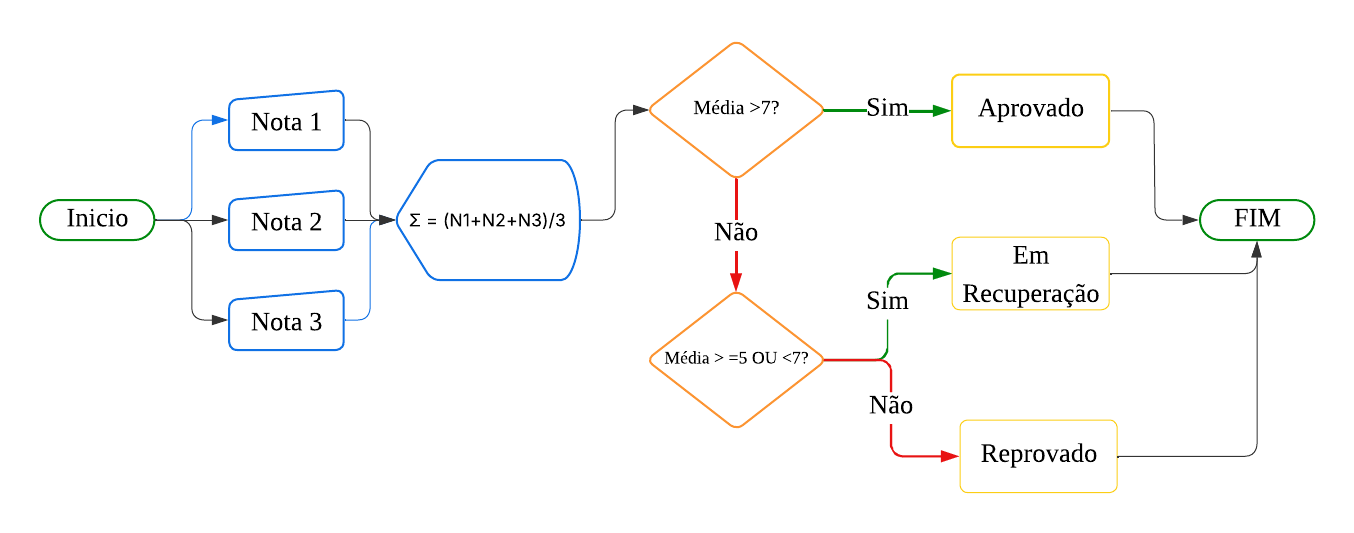 Inicio
Nota 1
Nota 2
Nota 3
Σ = (N1+N2+N3)/3
Média >7?
Sim
Aprovado
Não
Média > =5 OU <7?
Sim
Em
Recuperação
Não
Reprovado
FIM